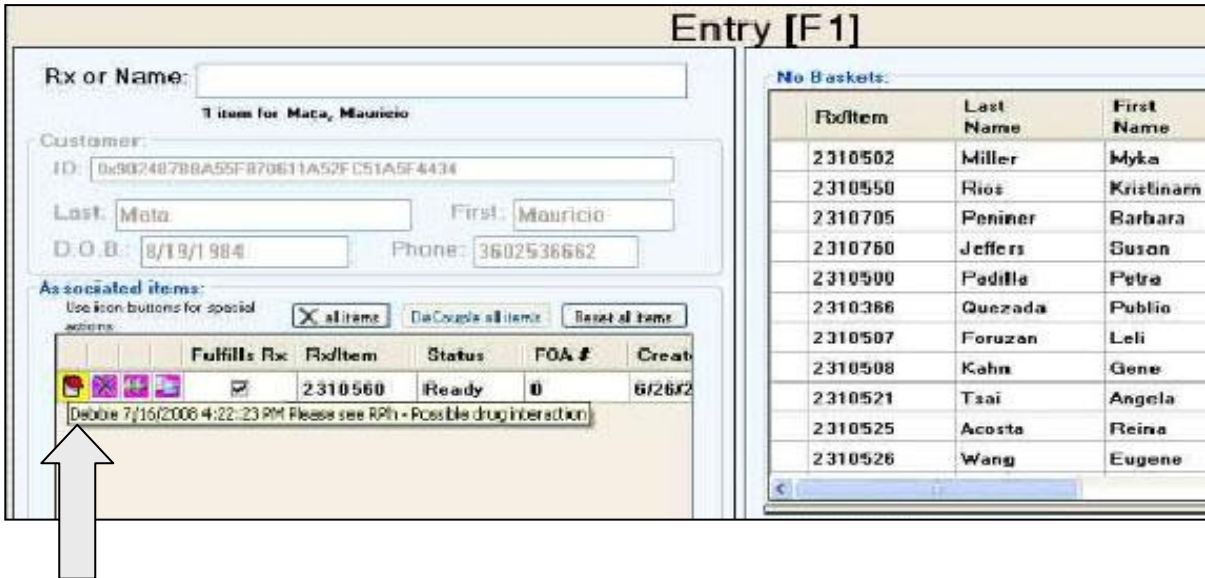 Entry [F1]
Rx or Name:
1 item for Mata, Mauricio
Customer:
ID:
Last: Mata First: Mauricio
D.O.B.: 8/19/1984 Phone: 3602538662
Associated items:
Use icon buttons for special
actions
X all items DeCouple all items Reset all items
Fulfills Rx Rx/Item Status FOA # Creat
2310560 Ready 0 6/26/2
Debbie 7/16/2008 4:22:23 PM Please see RPh - Possible drug interaction
No Baskets:
Rx/Item Last Name First Name
2310502 Miller Myka
2310550 Rios Kristinam
2310705 Peniner Barbara
2310760 Jeffers Susan
2310500 Padilla Petra
2310366 Quezada Publio
2310507 Foruzan Leli
2310508 Kahn Gene
2310521 Tsai Angela
2310525 Acosta Reina
2310526 Wang Eugene